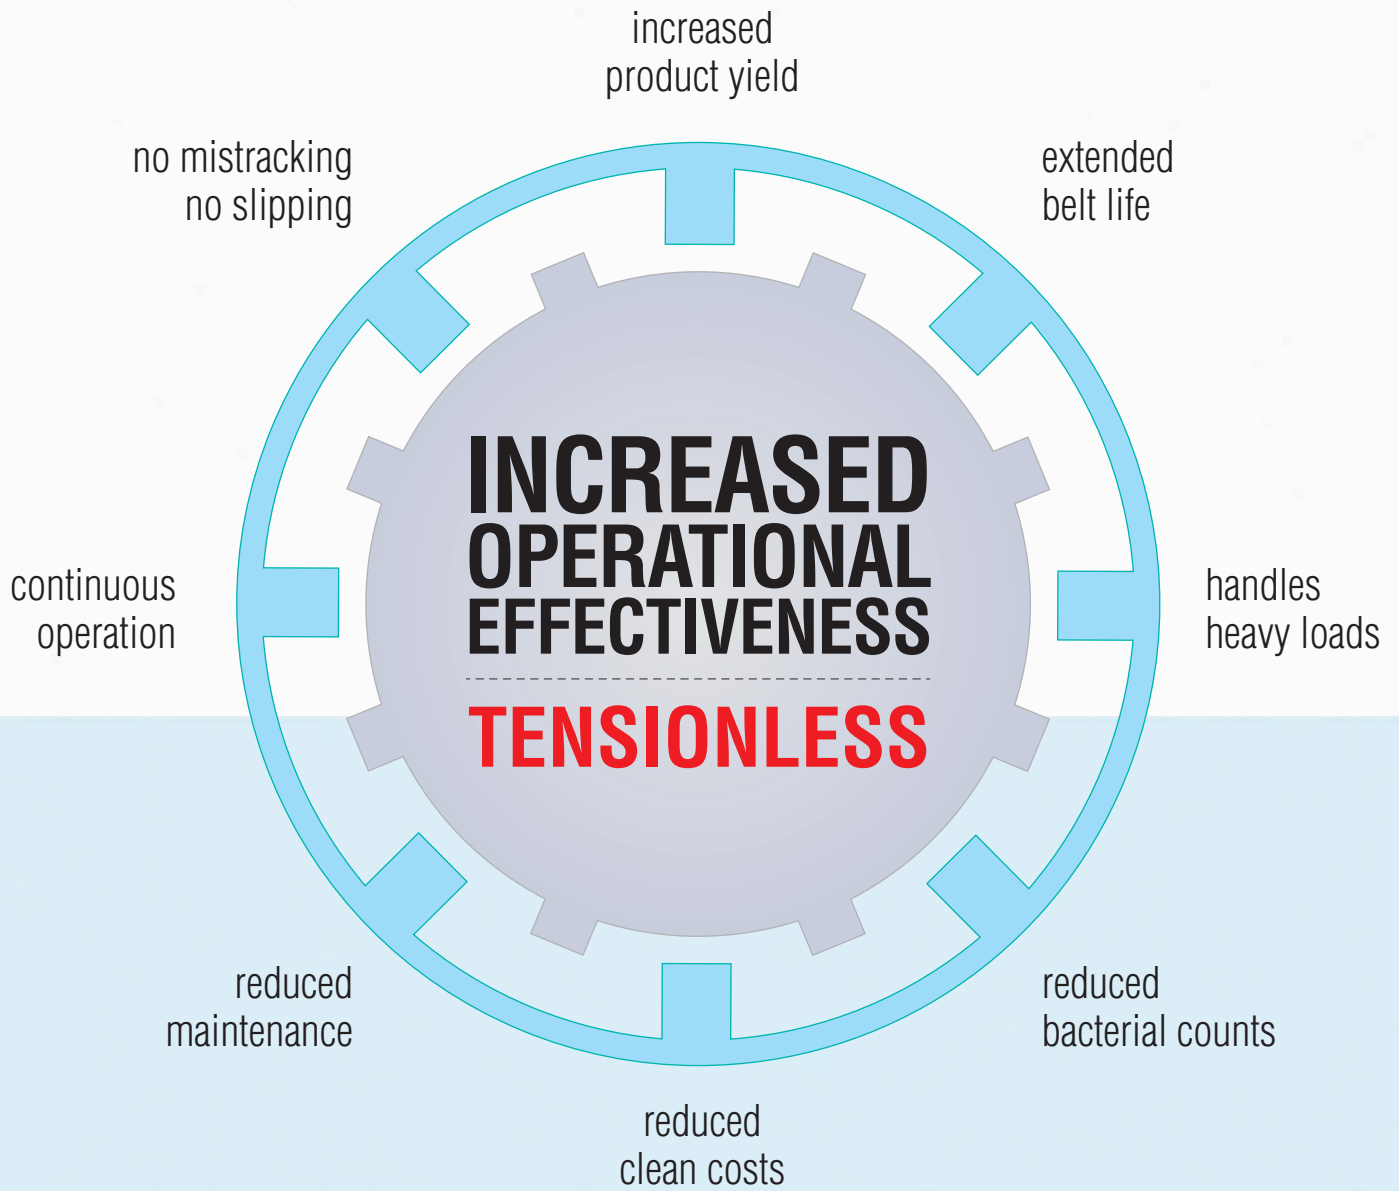 increased
product yield
no mistracking
no slipping
extended
belt life
INCREASED
OPERATIONAL
EFFECTIVENESS
TENSIONLESS
continuous
operation
handles
heavy loads
reduced
maintenance
reduced
bacterial counts
reduced
clean costs